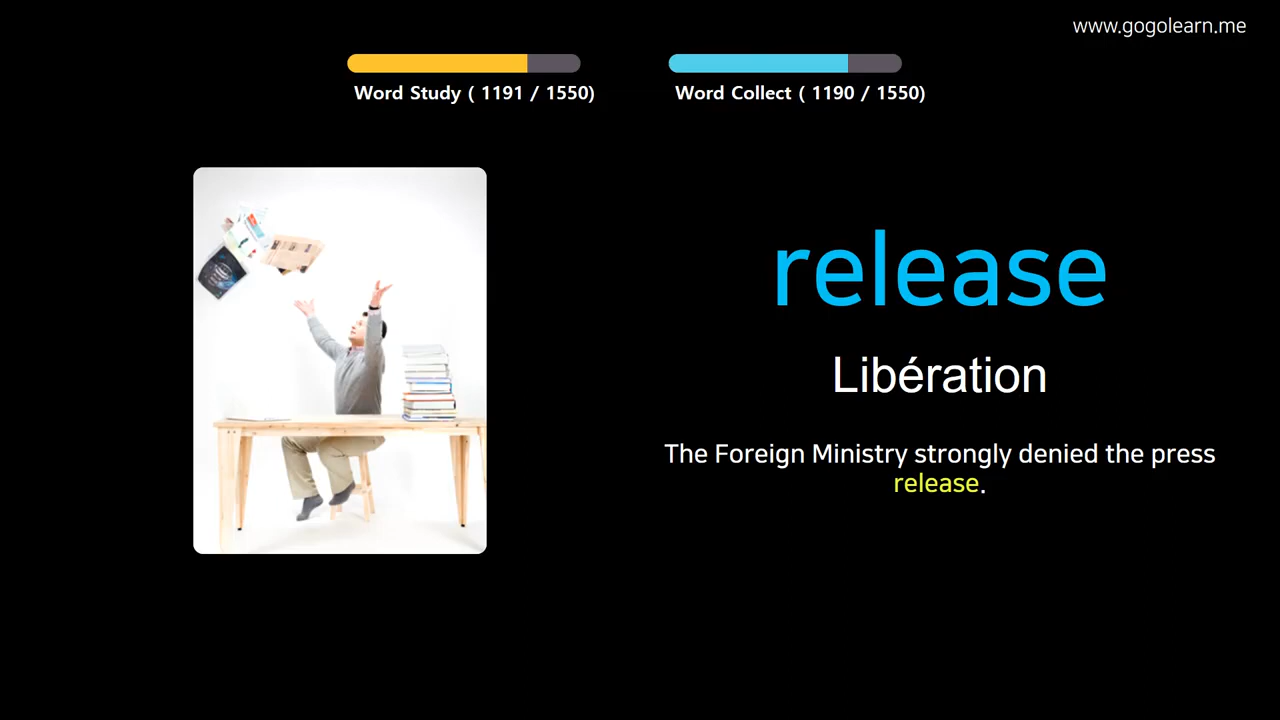 www.gogolearn.me
Word Study ( 1191 / 1550)
Word Collect ( 1190 / 1550)
release
Libération
The Foreign Ministry strongly denied the press
release.